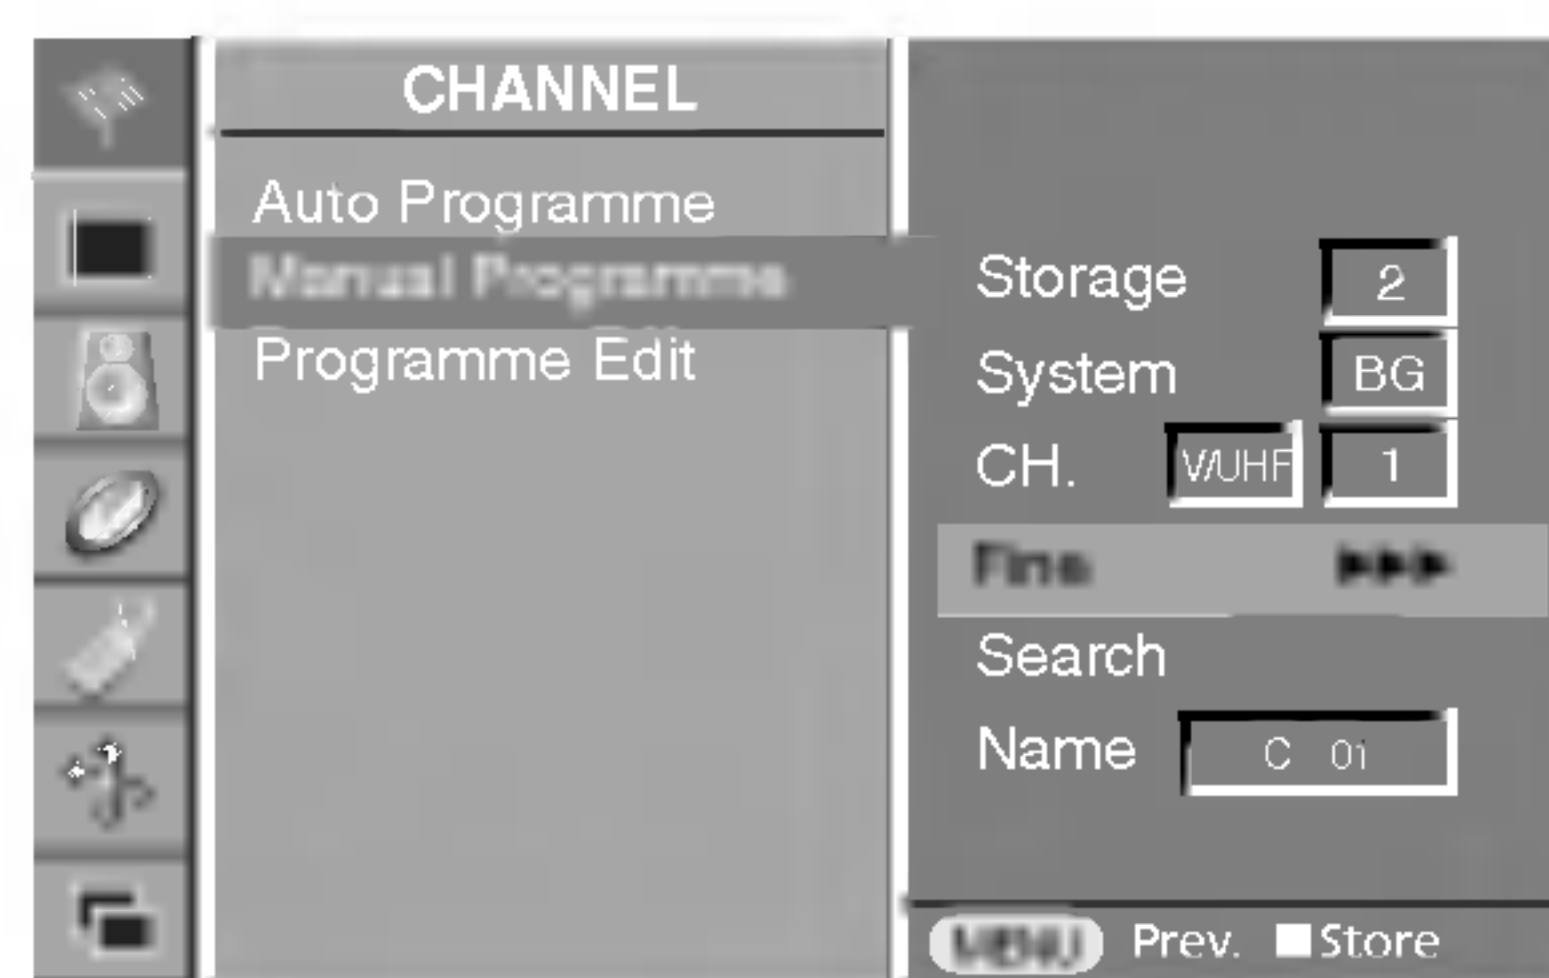 CHANNEL
Auto Programme
Manual Programme
Programme Edit
Storage 2
System BG
CH. V/UHF 1
Fine ▶▶▶
Search
Name C 01
MENU Prev. ■Store